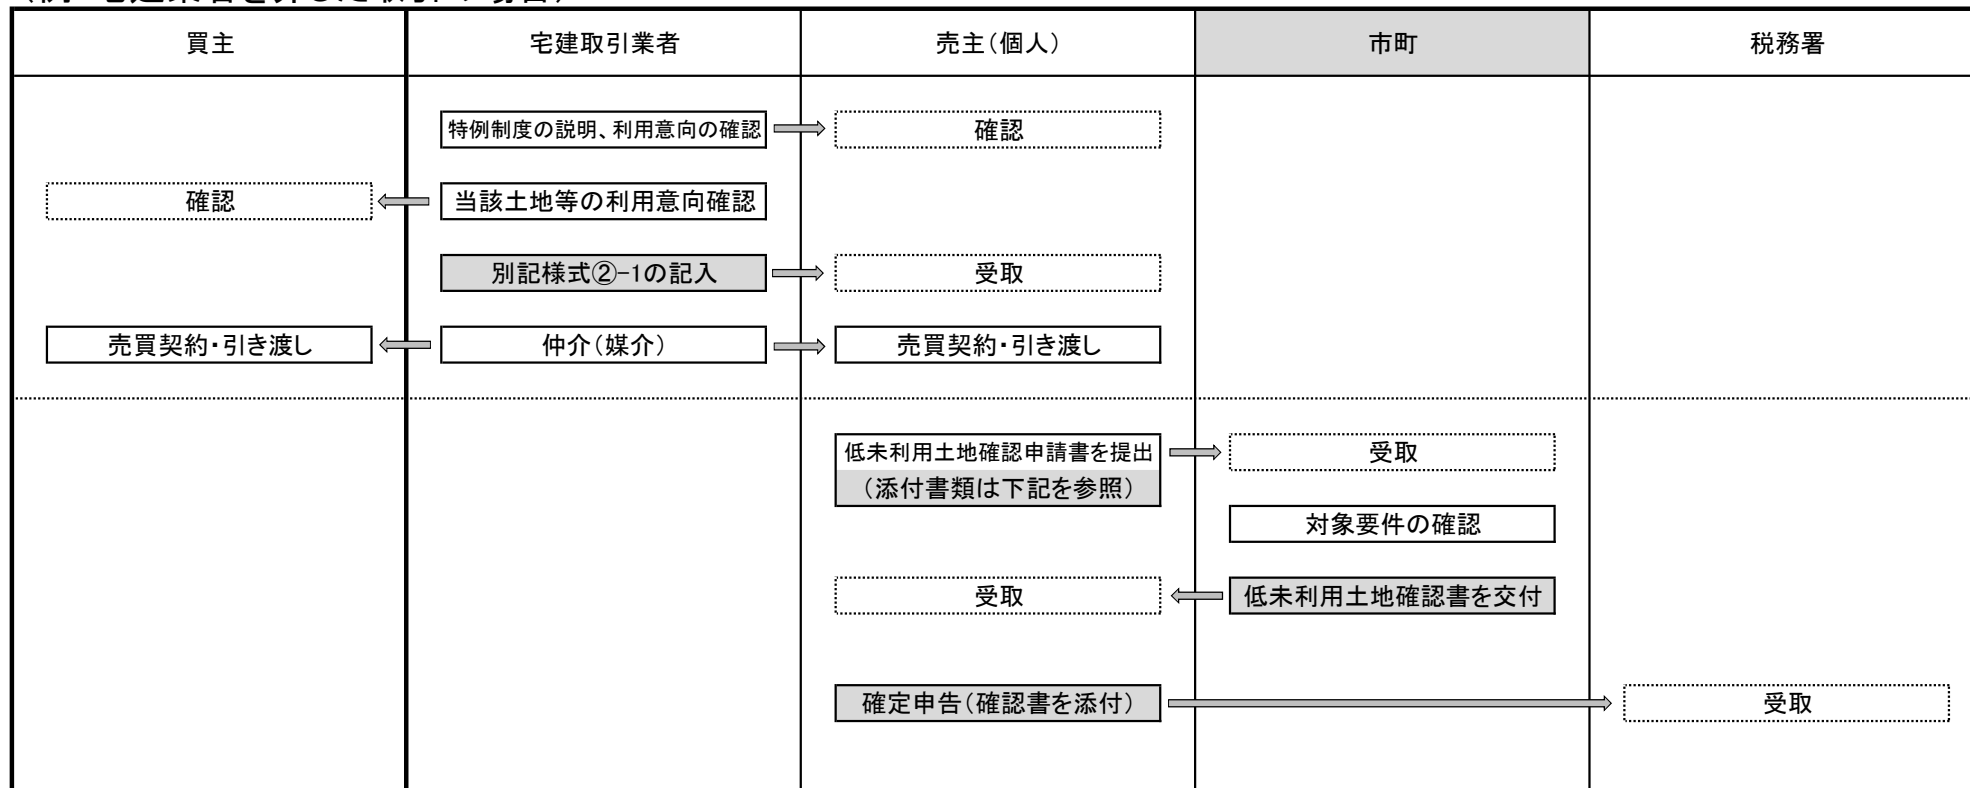 買主 宅建取引業者 売主（個人） 市町 税務署
特例制度の説明、利用意向の確認 確認
確認 当該土地等の利用意向確認
別記様式②-1の記入 受取
売買契約・引き渡し 仲介（媒介） 売買契約・引き渡し
低未利用土地確認申請書を提出 受取
（添付書類は下記を参照）
対象要件の確認
受取 低未利用土地確認書を交付
確定申告（確認書を添付） 受取